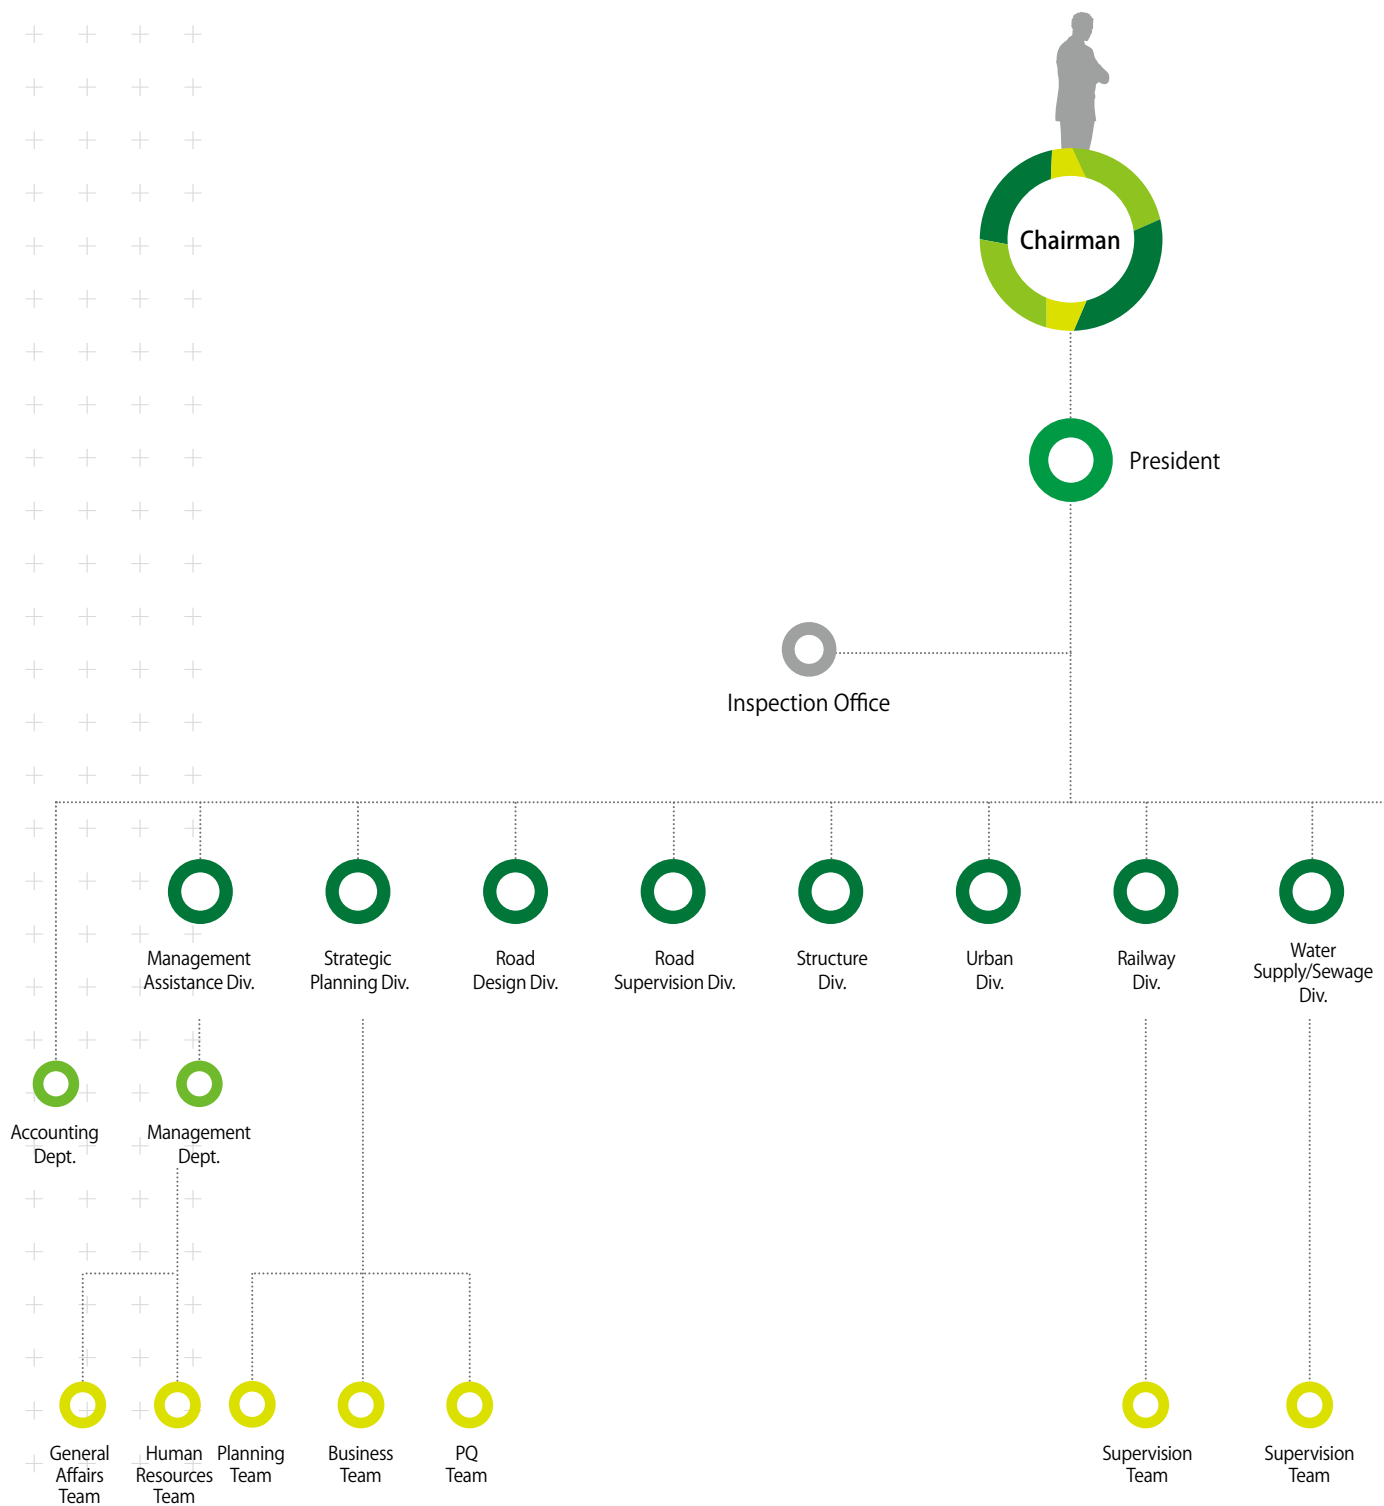 Chairman
President
Inspection Office
Management
Assistance Div.
Strategic
Planning Div.
Road
Design Div.
Road
Supervision Div.
Structure
Div.
Urban
Div.
Railway
Div.
Water
Supply/Sewage
Div.
Accounting
Dept.
Management
Dept.
General
Affairs
Team
Human
Resources
Team
Planning
Team
Business
Team
PQ
Team
Supervision
Team
Supervision
Team